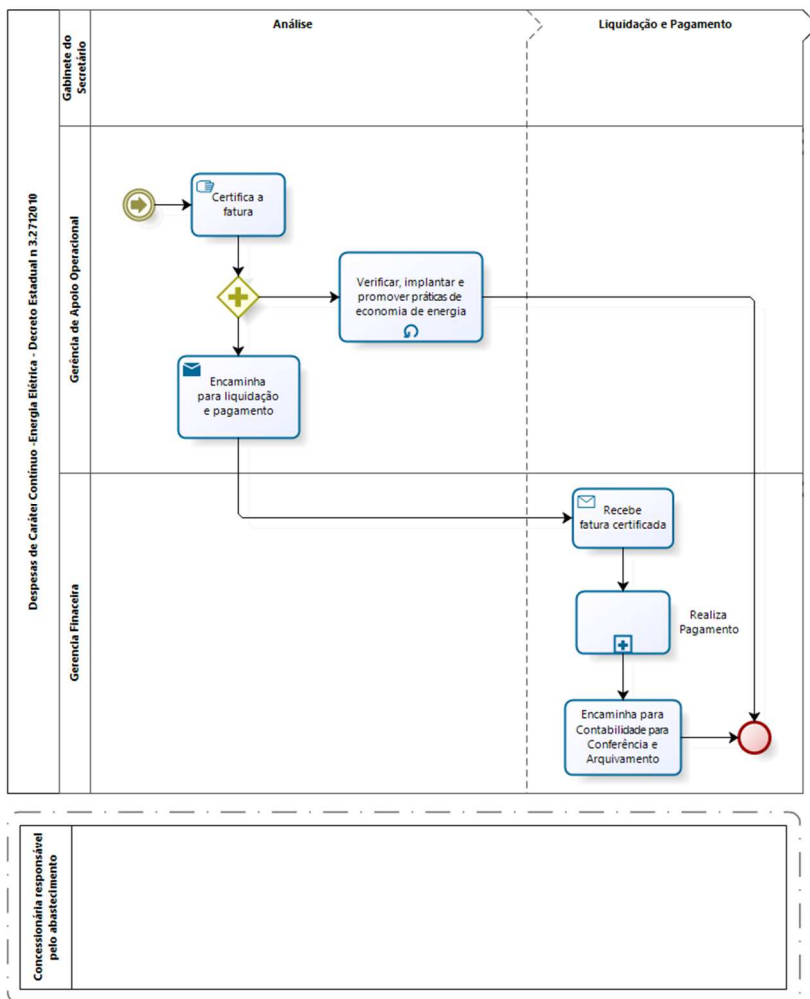 Análise
Liquidação e Pagamento
Despesas de Caráter Contínuo -Energia Elétrica - Decreto Estadual n 3.2712010
Gabinete do
Secretário
Gerência de Apoio Operacional
Certifica a
fatura
Verificar, implantar e
promover práticas de
economia de energia
Encaminha
para liquidação
e pagamento
Gerencia Finaceira
Recebe
fatura certificada
Realiza
Pagamento
Encaminha para
Contabilidade para
Conferência e
Arquivamento
Concessionária responsável
pelo abastecimento